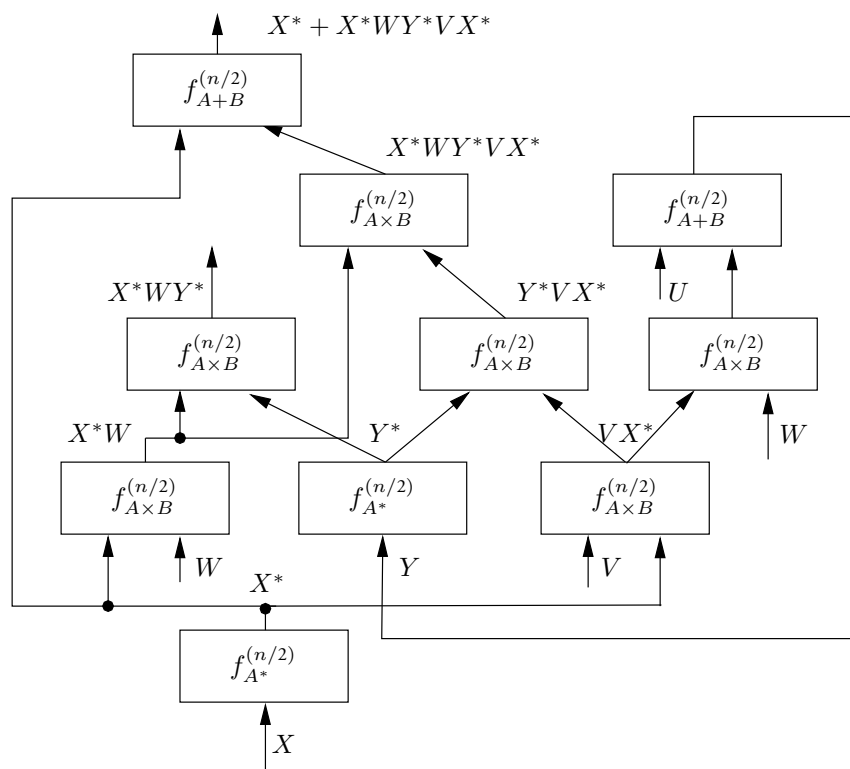 X* + X*WY*VX*
f_{A+B}^{(n/2)}
X*WY*VX*
f_{A×B}^{(n/2)}
f_{A+B}^{(n/2)}
X*WY*
Y*VX*
U
f_{A×B}^{(n/2)}
f_{A×B}^{(n/2)}
f_{A×B}^{(n/2)}
X*W
Y*
VX*
W
f_{A×B}^{(n/2)}
f_{A*}^{(n/2)}
f_{A×B}^{(n/2)}
W
Y
V
X*
f_{A*}^{(n/2)}
X